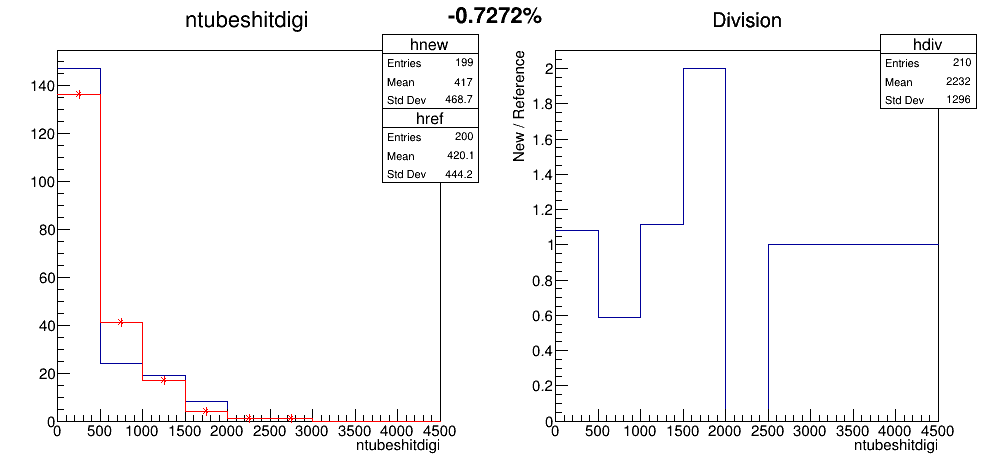 ntubeshitdigi
-0.7272%
Division
hnew
Entries 199
Mean 417
Std Dev 468.7
href
Entries 200
Mean 420.1
Std Dev 444.2
140
120
100
80
60
40
20
0
0 500 1000 1500 2000 2500 3000 3500 4000 4500
ntubeshitdigi
hdiv
Entries 210
Mean 2232
Std Dev 1296
New / Reference
2
1.8
1.6
1.4
1.2
1
0.8
0.6
0.4
0.2
0
0 500 1000 1500 2000 2500 3000 3500 4000 4500
ntubeshitdigi